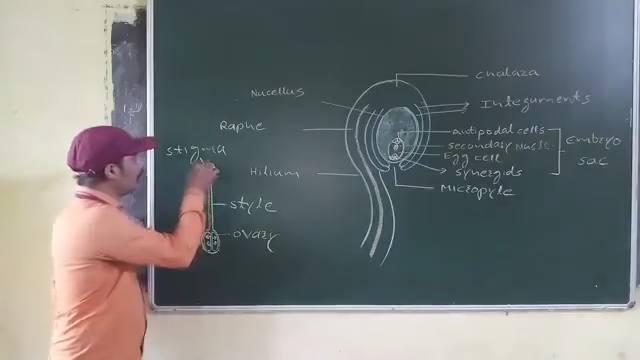 stigma
style
ovary
Nucellus
Raphe
Hilium
chalaza
Integuments
antipodal cells
secondary Nucle
Egg cell
synergids
Micropyle
Embryo
sac